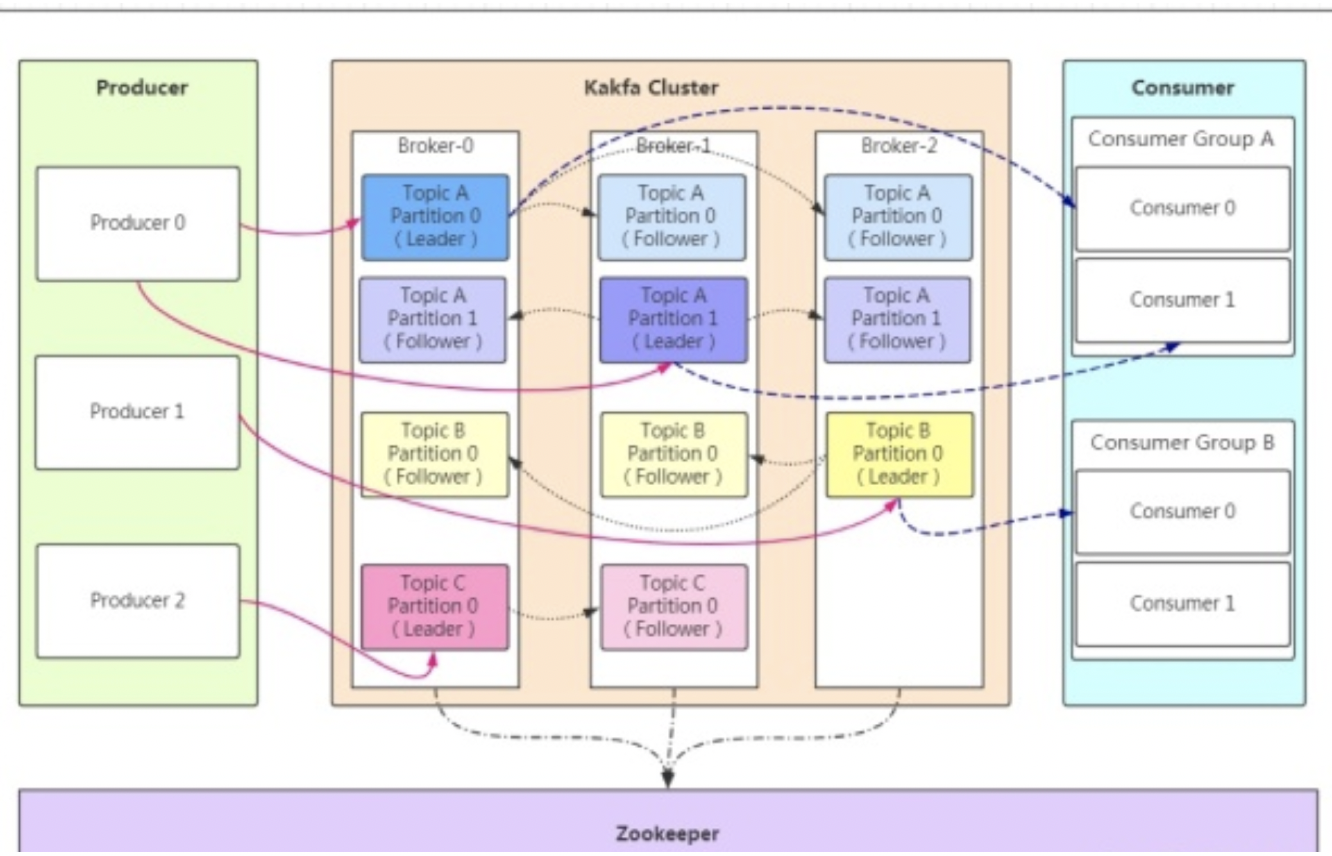 Producer
Producer 0
Producer 1
Producer 2
Kakfa Cluster
Broker-0
Topic A
Partition 0
( Leader )
Topic A
Partition 1
( Follower )
Topic B
Partition 0
( Follower )
Topic C
Partition 0
( Leader )
Broker-1
Topic A
Partition 0
( Follower )
Topic A
Partition 1
( Leader )
Topic B
Partition 0
( Follower )
Topic C
Partition 0
( Follower )
Broker-2
Topic A
Partition 0
( Follower )
Topic A
Partition 1
( Follower )
Topic B
Partition 0
( Leader )
Consumer
Consumer Group A
Consumer 0
Consumer 1
Consumer Group B
Consumer 0
Consumer 1
Zookeeper